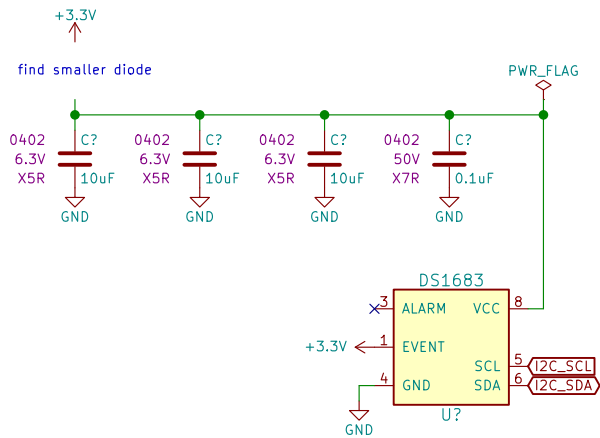 +3.3V
find smaller diode
PWR_FLAG
0402 C? 0402 C? 0402 C? 0402 C?
6.3V 6.3V 6.3V 50V
X5R 10uF X5R 10uF X5R 10uF X7R 0.1uF
GND GND GND GND
DS1683
3 ALARM VCC 8
+3.3V 1 EVENT
SCL 5 I2C_SCL
4 GND SDA 6 I2C_SDA
GND U?